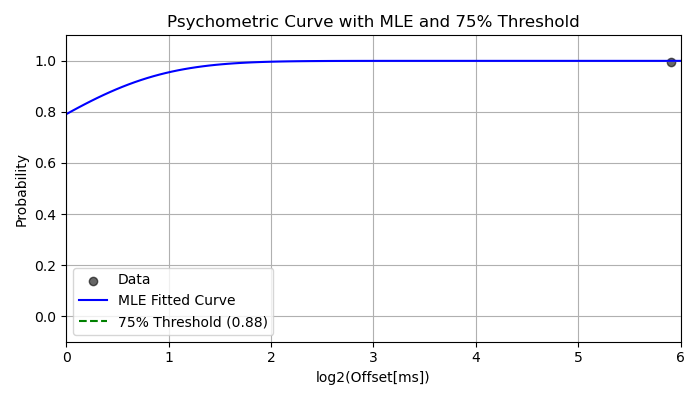 Psychometric Curve with MLE and 75% Threshold
Probability
1.0
0.8
0.6
0.4
0.2
0.0
Data
MLE Fitted Curve
75% Threshold (0.88)
0 1 2 3 4 5 6
log2(Offset[ms])